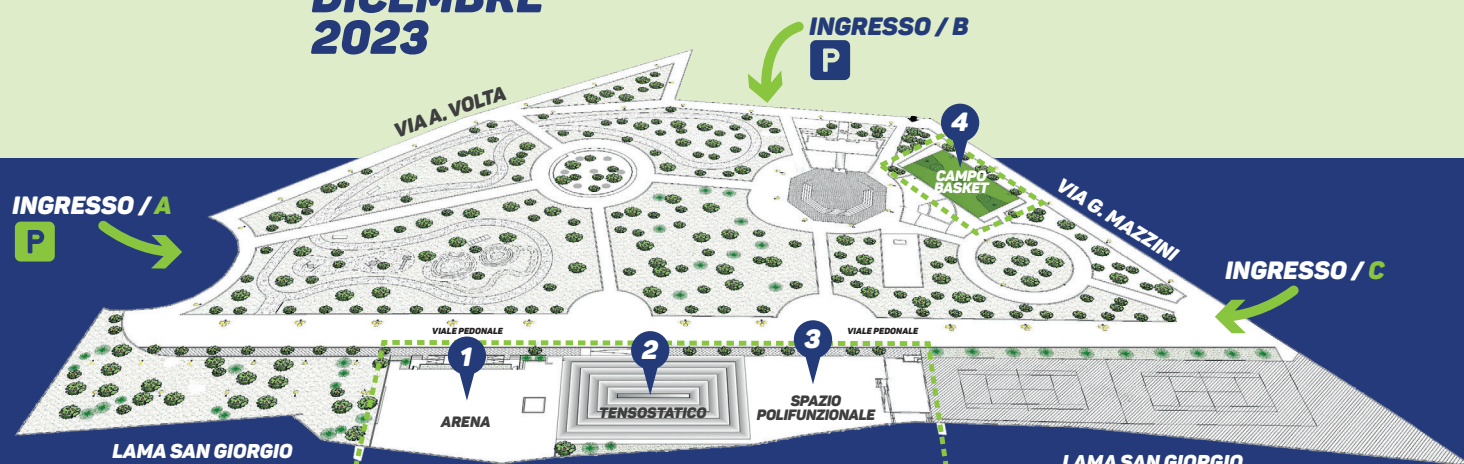 DICEMBRE
2023
INGRESSO / B
P
VIA A. VOLTA
4
CAMPO
BASKET
INGRESSO / A
P
VIA G. MAZZINI
INGRESSO / C
VIALE PEDONALE
VIALE PEDONALE
1
2
3
ARENA
TENSOSTATICO
SPAZIO
POLIFUNZIONALE
LAMA SAN GIORGIO
LAMA SAN GIORGIO